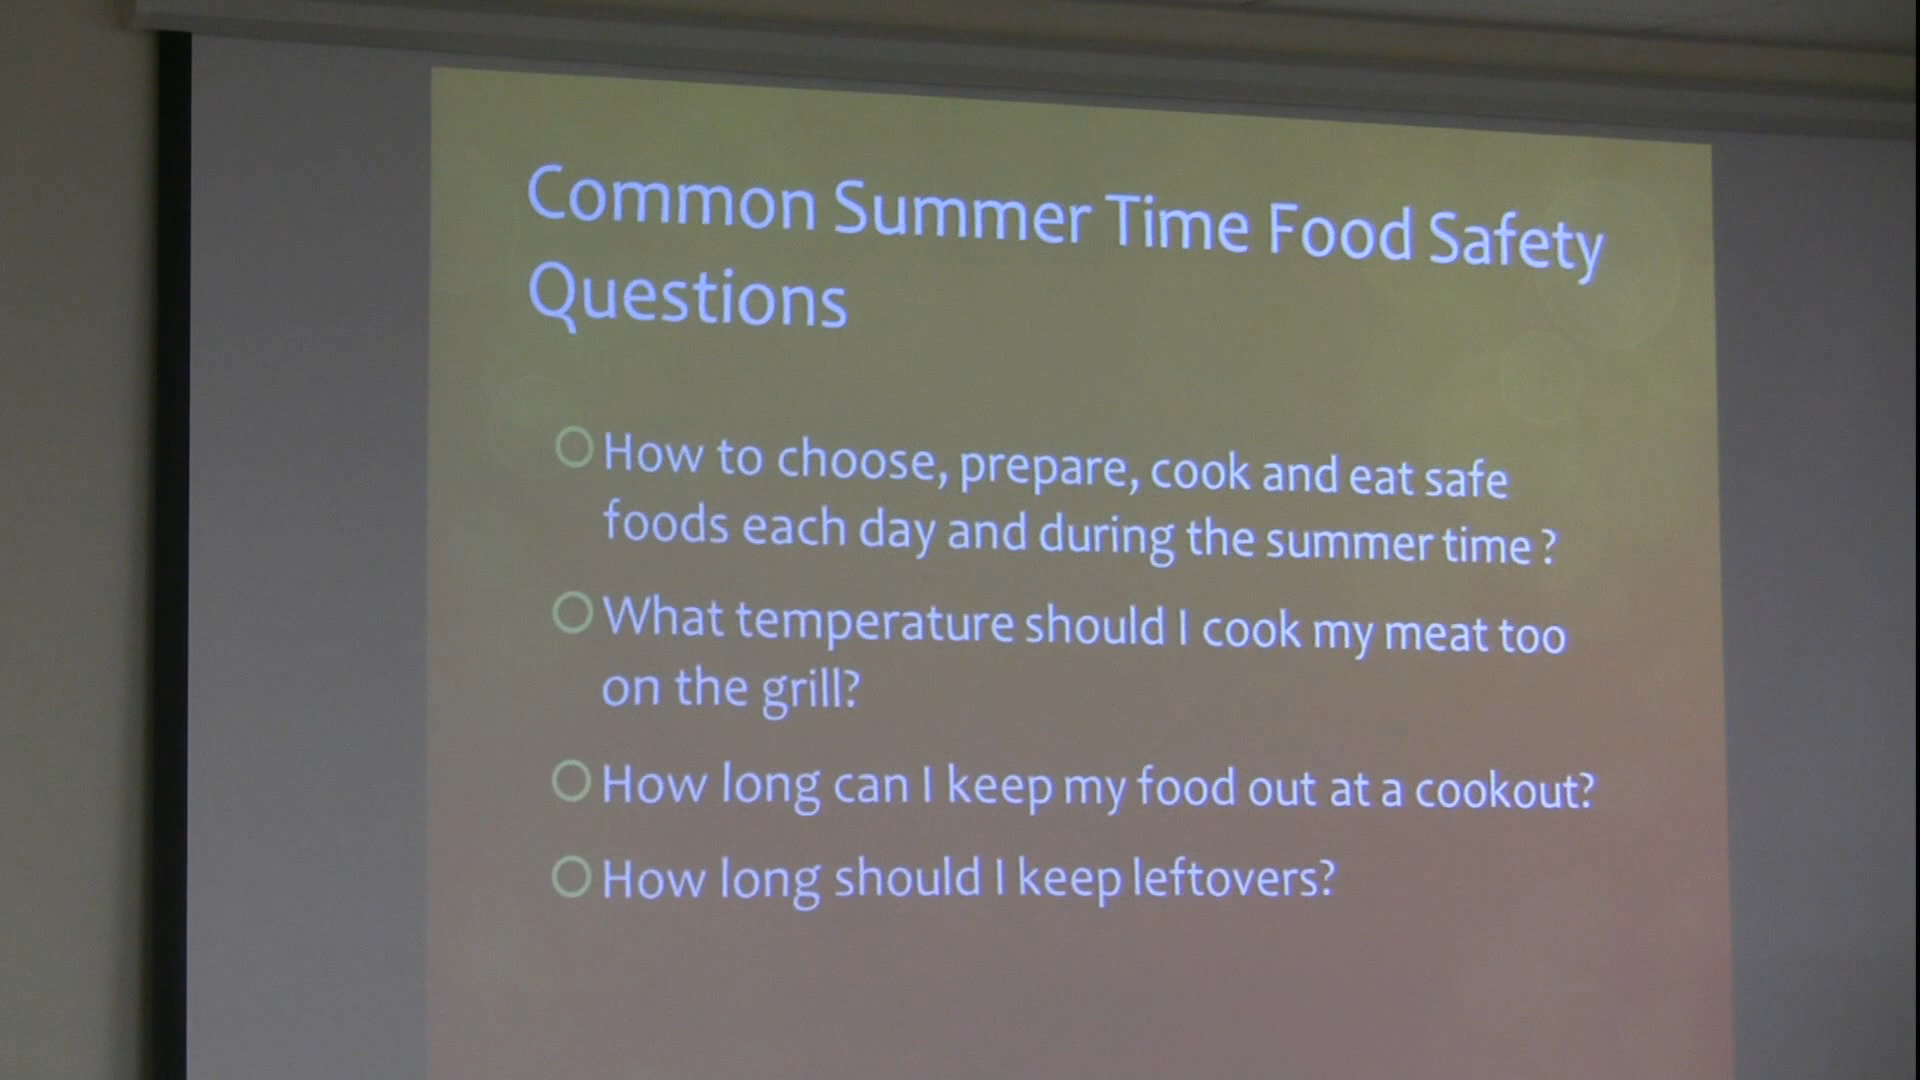 Common Summer Time Food Safety
Questions
How to choose, prepare, cook and eat safe
foods each day and during the summer time ?
What temperature should I cook my meat too
on the grill?
How long can I keep my food out at a cookout?
How long should I keep leftovers?